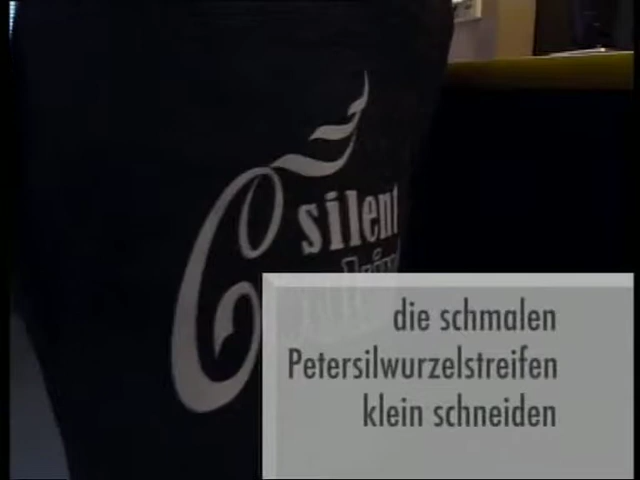 silent
die schmalen
Petersilwurzelstreifen
klein schneiden